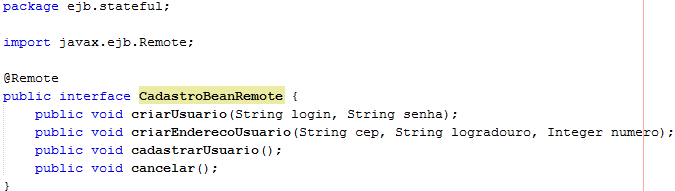 package ejb.stateful;
import javax.ejb.Remote;
@Remote
public interface CadastroBeanRemote {
    public void criarUsuario(String login, String senha);
    public void criarEnderecoUsuario(String cep, String logradouro, Integer numero);
    public void cadastrarUsuario();
    public void cancelar();
}